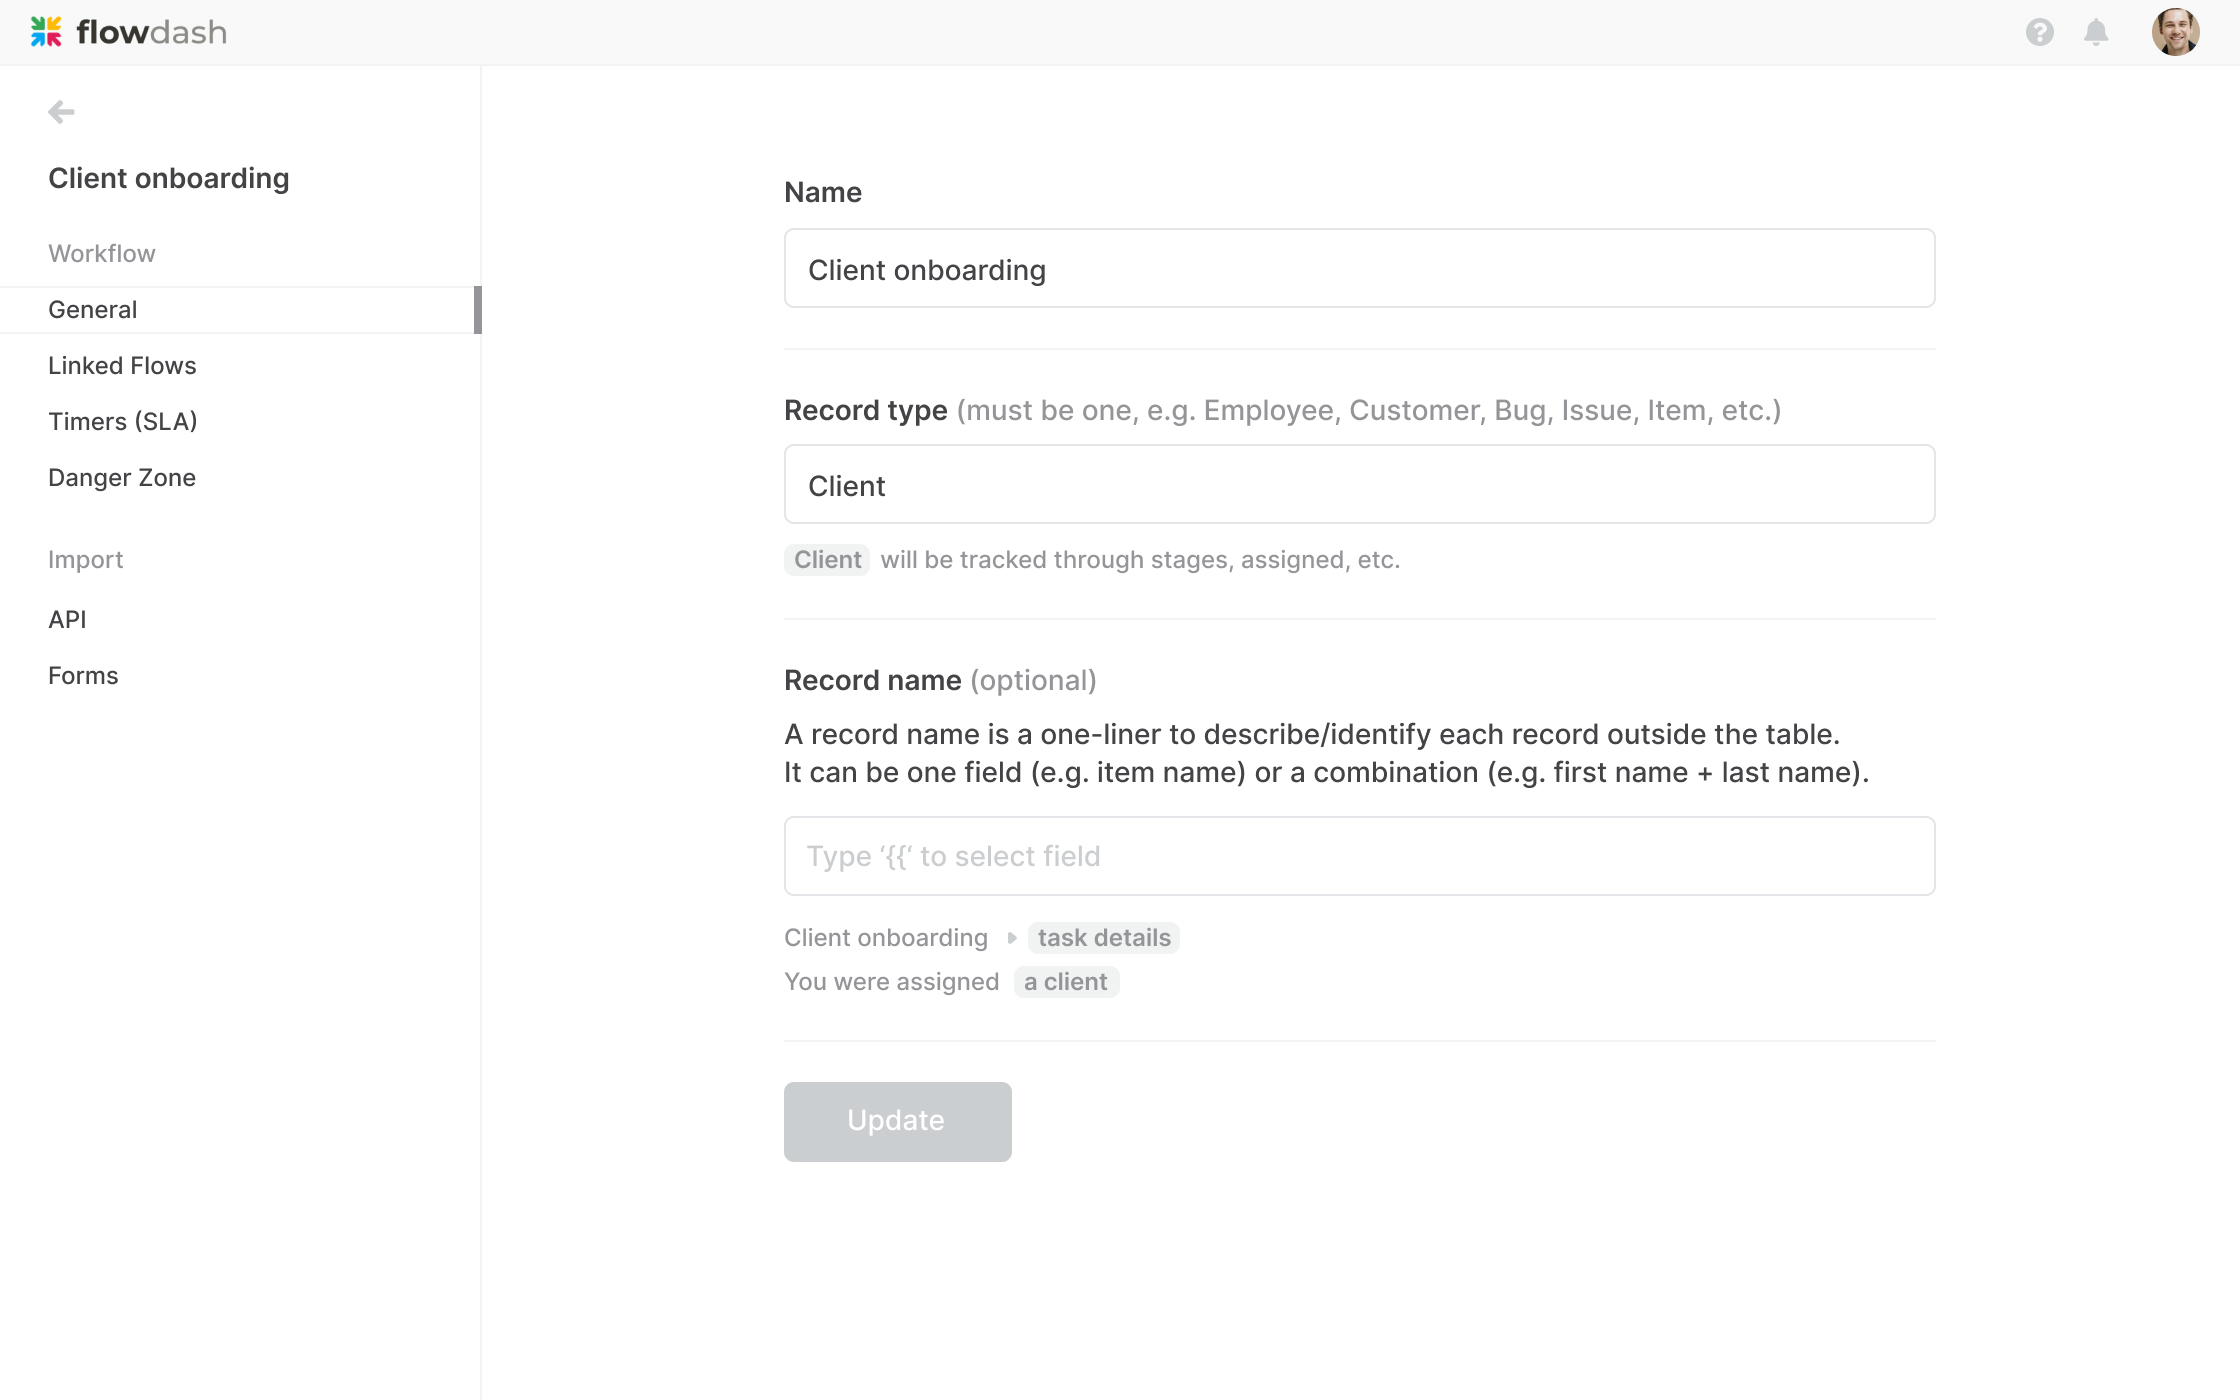 flowdash
Client onboarding
Workflow
General
Linked Flows
Timers (SLA)
Danger Zone
Import
API
Forms
Name
Client onboarding
Record type (must be one, e.g. Employee, Customer, Bug, Issue, Item, etc.)
Client
Client will be tracked through stages, assigned, etc.
Record name (optional)
A record name is a one-liner to describe/identify each record outside the table.
It can be one field (e.g. item name) or a combination (e.g. first name + last name).
Type ‘{{‘ to select field
Client onboarding ▸ task details
You were assigned a client
Update